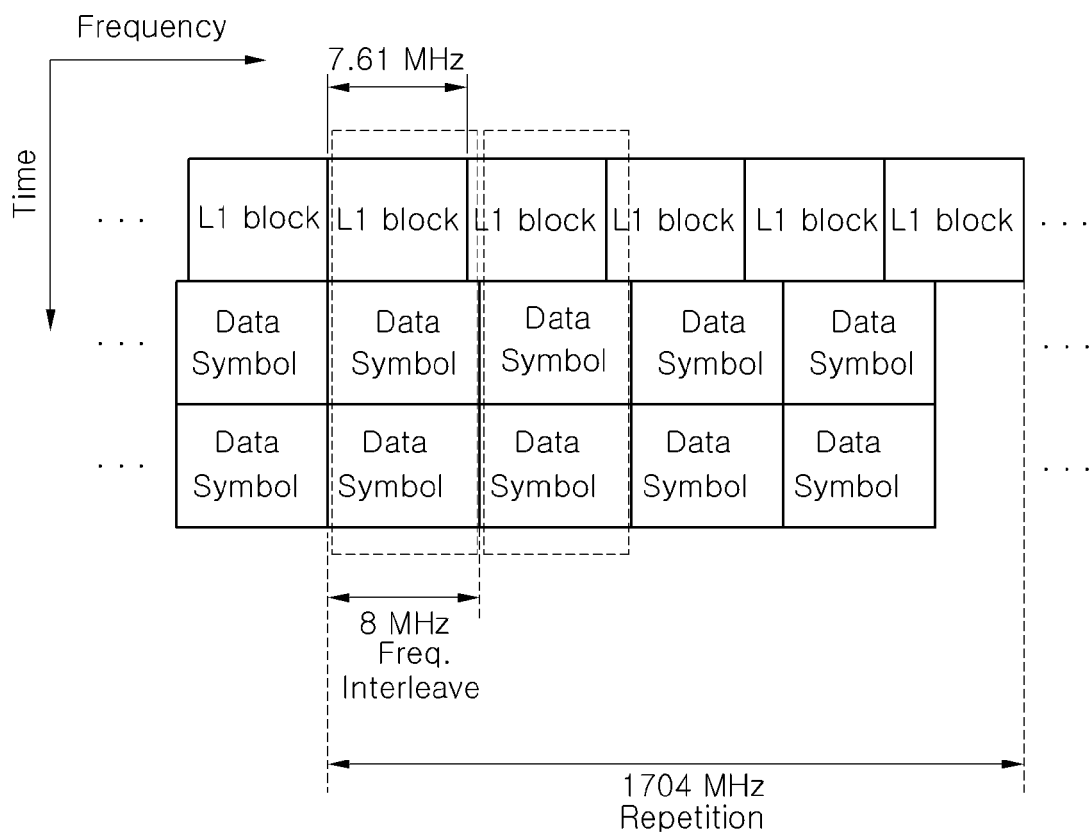 Frequency
7.61 MHz
Time
. . . L1 block L1 block L1 block L1 block L1 block L1 block . . .
. . . Data Symbol Data Symbol Data Symbol Data Symbol Data Symbol . . .
. . . Data Symbol Data Symbol Data Symbol Data Symbol Data Symbol . . .
8 MHz
Freq.
Interleave
1704 MHz
Repetition